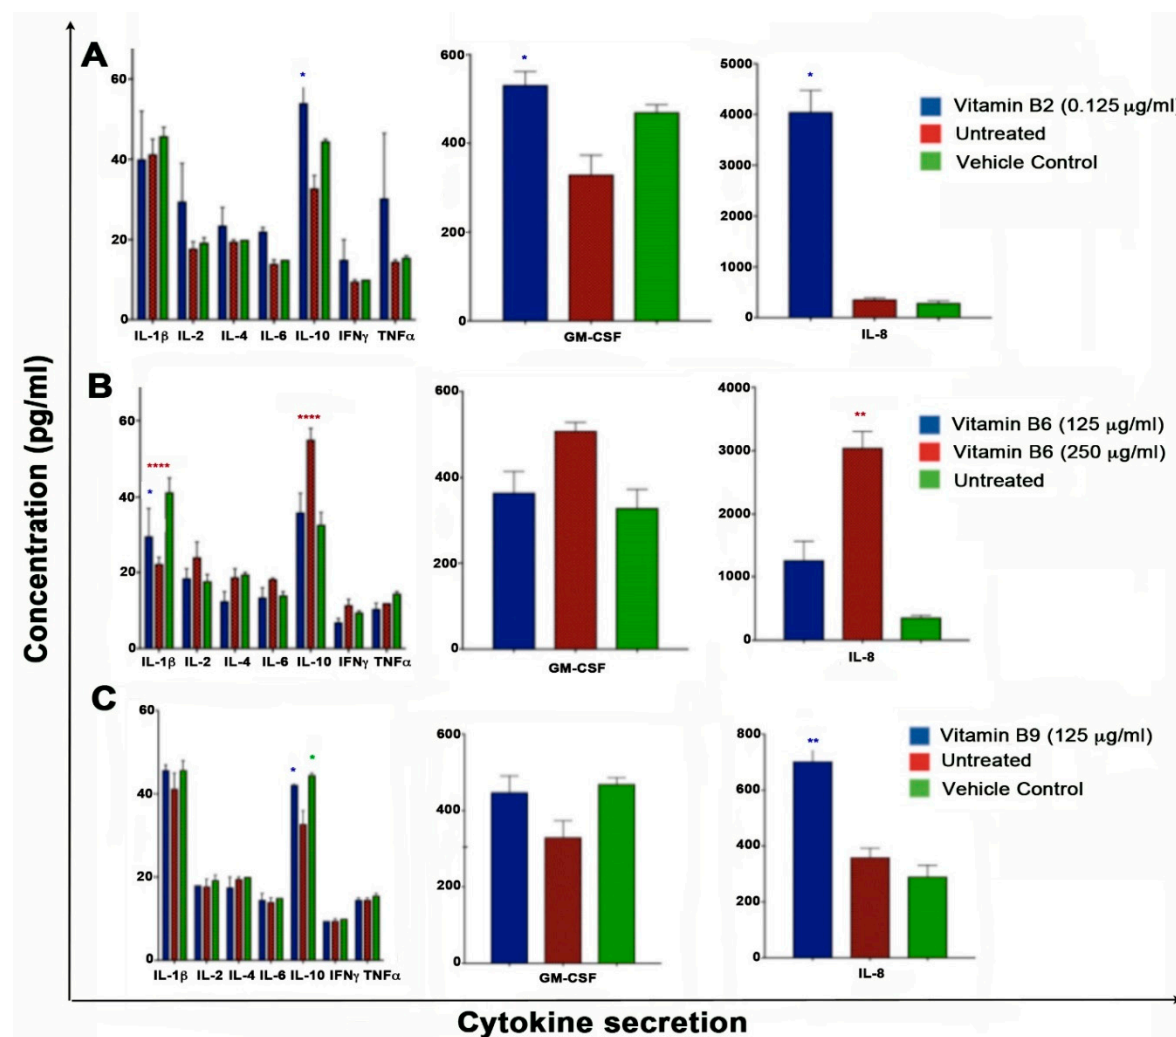 A
*
60
40
20
0
IL-1β IL-2 IL-4 IL-6 IL-10 IFNγ TNFα
*
600
400
200
0
GM-CSF
*
5000
4000
3000
2000
1000
0
IL-8
Vitamin B2 (0.125 µg/ml)
Untreated
Vehicle Control
B
****
*
****
60
40
20
0
IL-1β IL-2 IL-4 IL-6 IL-10 IFNγ TNFα
600
400
200
0
GM-CSF
**
4000
3000
2000
1000
0
IL-8
Vitamin B6 (125 µg/ml)
Vitamin B6 (250 µg/ml)
Untreated
C
* *
60
40
20
0
IL-1β IL-2 IL-4 IL-6 IL-10 IFNγ TNFα
600
400
200
0
GM-CSF
**
800
600
400
200
0
IL-8
Vitamin B9 (125 µg/ml)
Untreated
Vehicle Control
Concentration (pg/ml)
Cytokine secretion